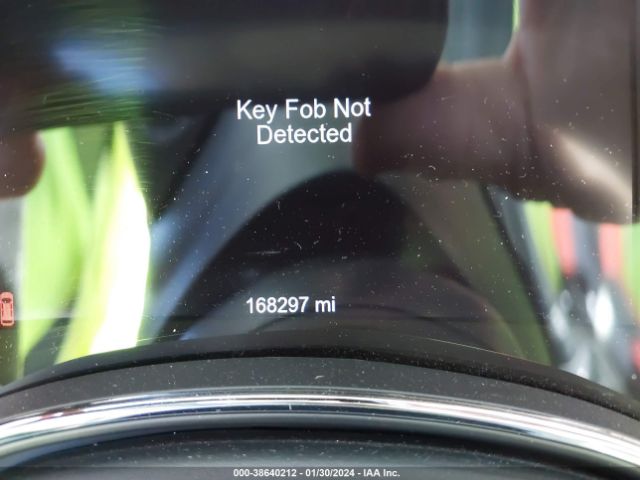 Key Fob Not
Detected
168297 mi
000-38640212 - 01/30/2024 - IAA Inc.